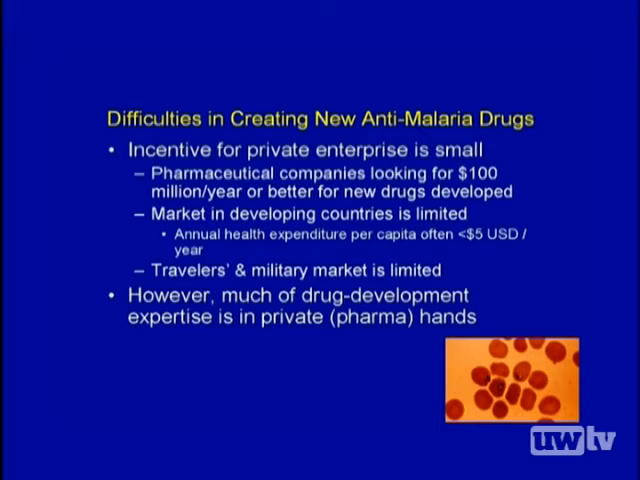 Difficulties in Creating New Anti-Malaria Drugs
• Incentive for private enterprise is small
– Pharmaceutical companies looking for $100
million/year or better for new drugs developed
– Market in developing countries is limited
• Annual health expenditure per capita often <$5 USD /
year
– Travelers' & military market is limited
• However, much of drug-development
expertise is in private (pharma) hands
uwtv